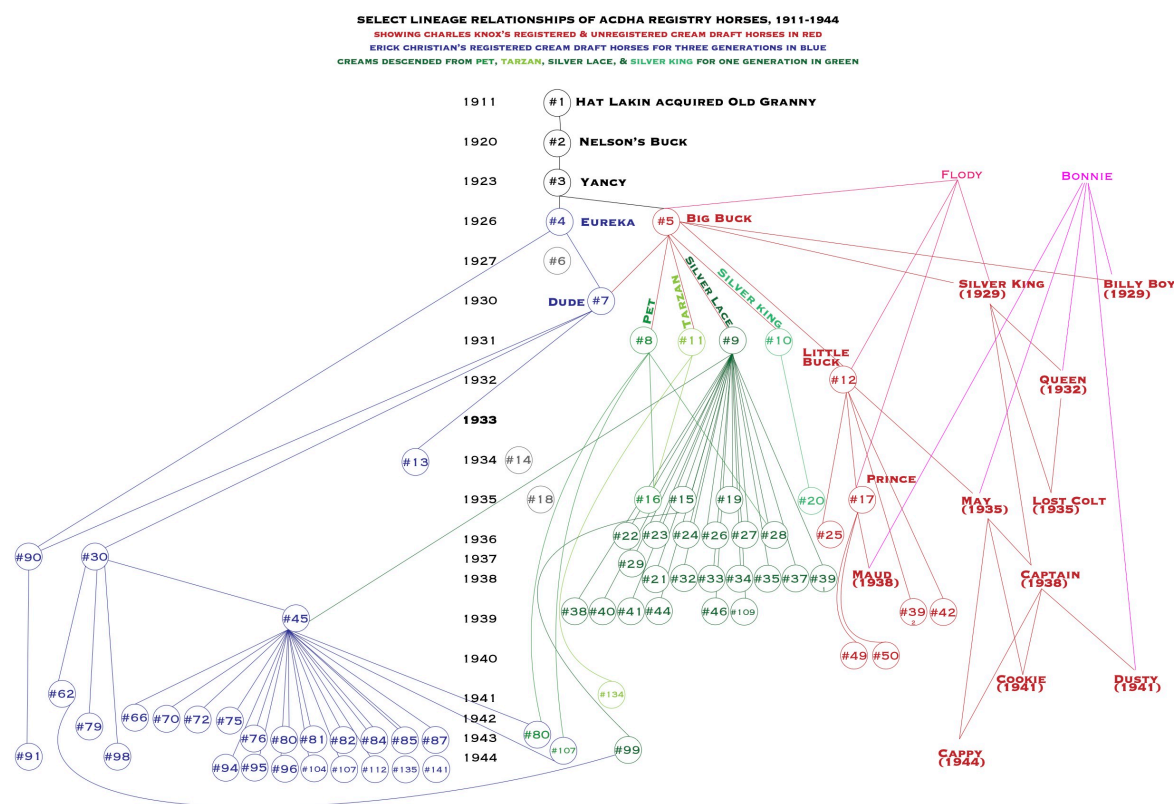 SELECT LINEAGE RELATIONSHIPS OF ACDHA REGISTRY HORSES, 1911-1944
SHOWING CHARLES KNOX'S REGISTERED & UNREGISTERED CREAM DRAFT HORSES IN RED
ERICK CHRISTIAN'S REGISTERED CREAM DRAFT HORSES FOR THREE GENERATIONS IN BLUE
CREAMS DESCENDED FROM PET, TARZAN, SILVER LACE, & SILVER KING FOR ONE GENERATION IN GREEN
1911 #1 HAT LAKIN ACQUIRED OLD GRANNY
1920 #2 NELSON'S BUCK
1923 #3 YANCY
FLODY
BONNIE
1926 #4 EUREKA #5 BIG BUCK
1927 #6
SILVER KING
(1929)
BILLY BOY
(1929)
1930 DUDE #7
PET
TARZAN
SILVER LACE
SILVER KING
1931 #8 #11 #9 #10
LITTLE
BUCK
1932 #12
QUEEN
(1932)
1933
1934 #13 #14
PRINCE
1935 #18 #16 #15 #19 #20 #17
MAY
(1935)
LOST COLT
(1935)
1936 #22 #23 #24 #26 #27 #28 #25
1937 #90 #30 #29
1938 #21 #32 #33 #34 #35 #37 #39 1
MAUD
(1938)
CAPTAIN
(1938)
1939 #45 #38 #40 #41 #44 #46 #109 #39 2 #42
1940 #49 #50
COOKIE
(1941)
DUSTY
(1941)
1941 #62 #134
1942 #66 #70 #72 #75
#79
1943 #76 #80 #81 #82 #84 #85 #87 #80
1944 #91 #98 #107 #99
CAPPY
(1944)
#94 #95 #96 #104 #107 #112 #135 #141